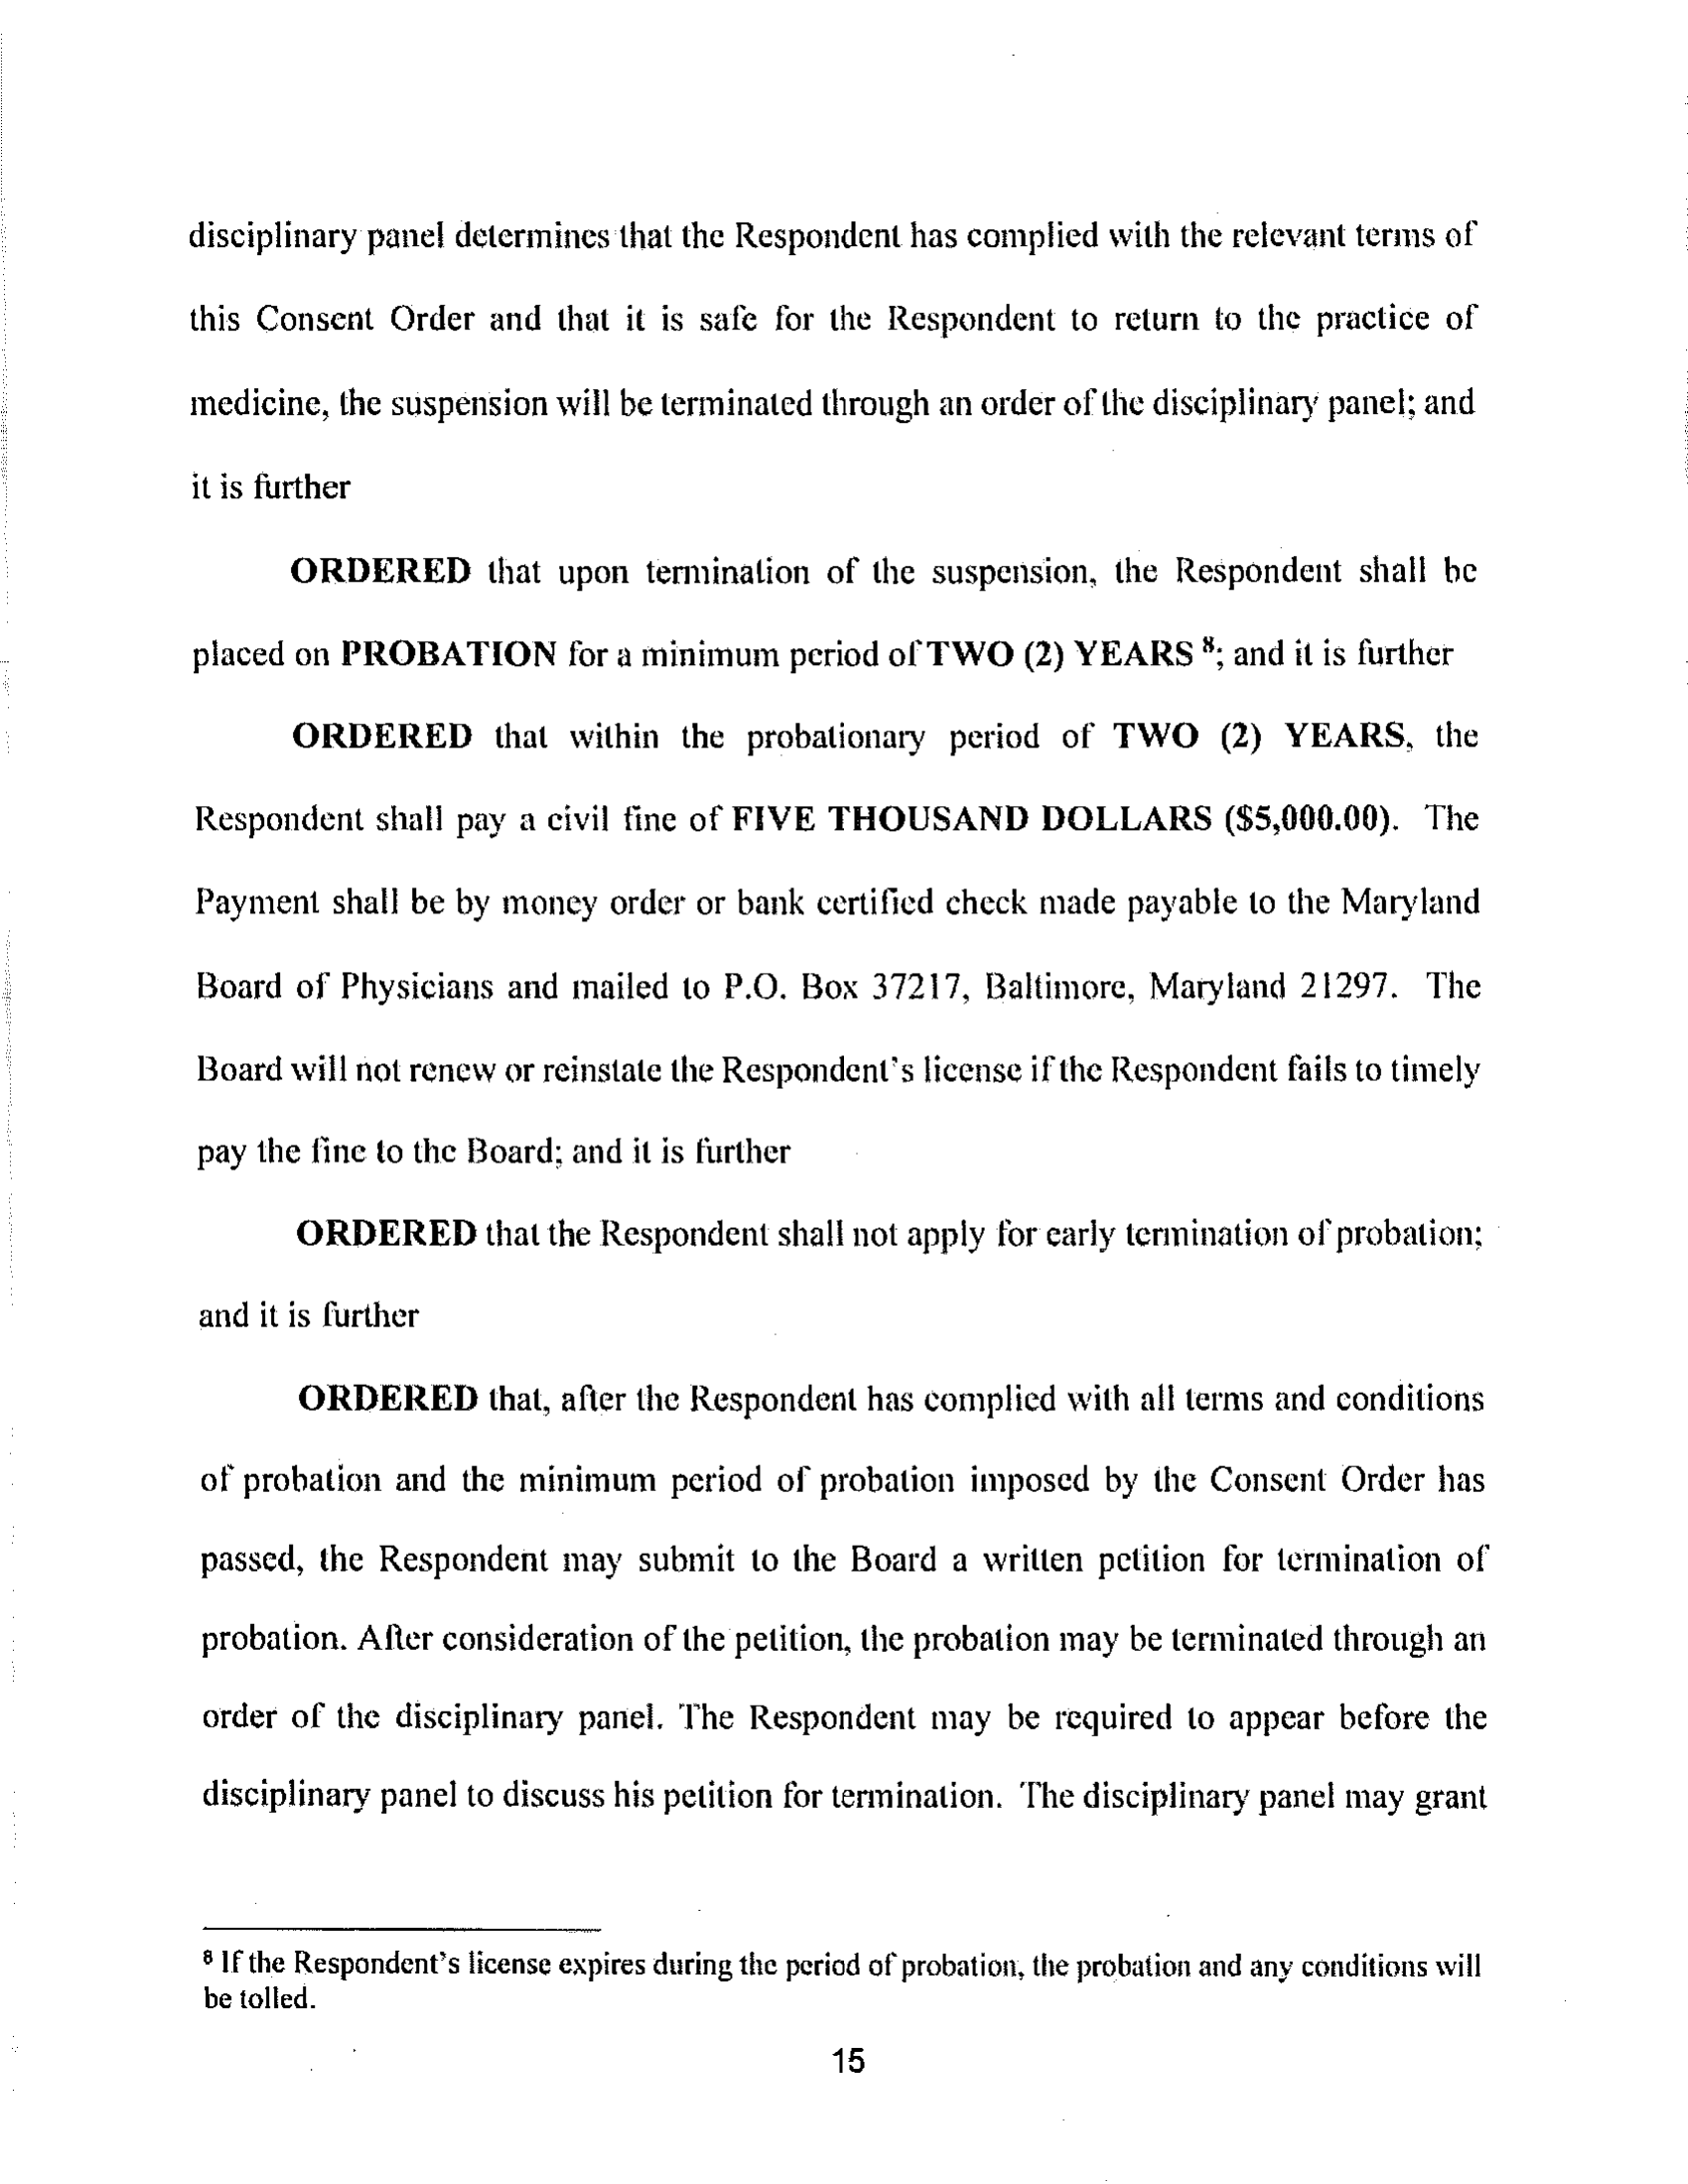 disciplinary panel determines that the Respondent has complied with the relevant terms of
this Consent Order and that it is safe for the Respondent to return to the practice of
medicine, the suspension will be terminated through an order of the disciplinary panel; and
it is further
ORDERED that upon termination of the suspension, the Respondent shall be
placed on PROBATION for a minimum period of TWO (2) YEARS ⁸; and it is further
ORDERED that within the probationary period of TWO (2) YEARS, the
Respondent shall pay a civil fine of FIVE THOUSAND DOLLARS ($5,000.00). The
Payment shall be by money order or bank certified check made payable to the Maryland
Board of Physicians and mailed to P.O. Box 37217, Baltimore, Maryland 21297. The
Board will not renew or reinstate the Respondent's license if the Respondent fails to timely
pay the fine to the Board; and it is further
ORDERED that the Respondent shall not apply for early termination of probation;
and it is further
ORDERED that, after the Respondent has complied with all terms and conditions
of probation and the minimum period of probation imposed by the Consent Order has
passed, the Respondent may submit to the Board a written petition for termination of
probation. After consideration of the petition, the probation may be terminated through an
order of the disciplinary panel. The Respondent may be required to appear before the
disciplinary panel to discuss his petition for termination. The disciplinary panel may grant
⁸ If the Respondent's license expires during the period of probation, the probation and any conditions will
be tolled.
15